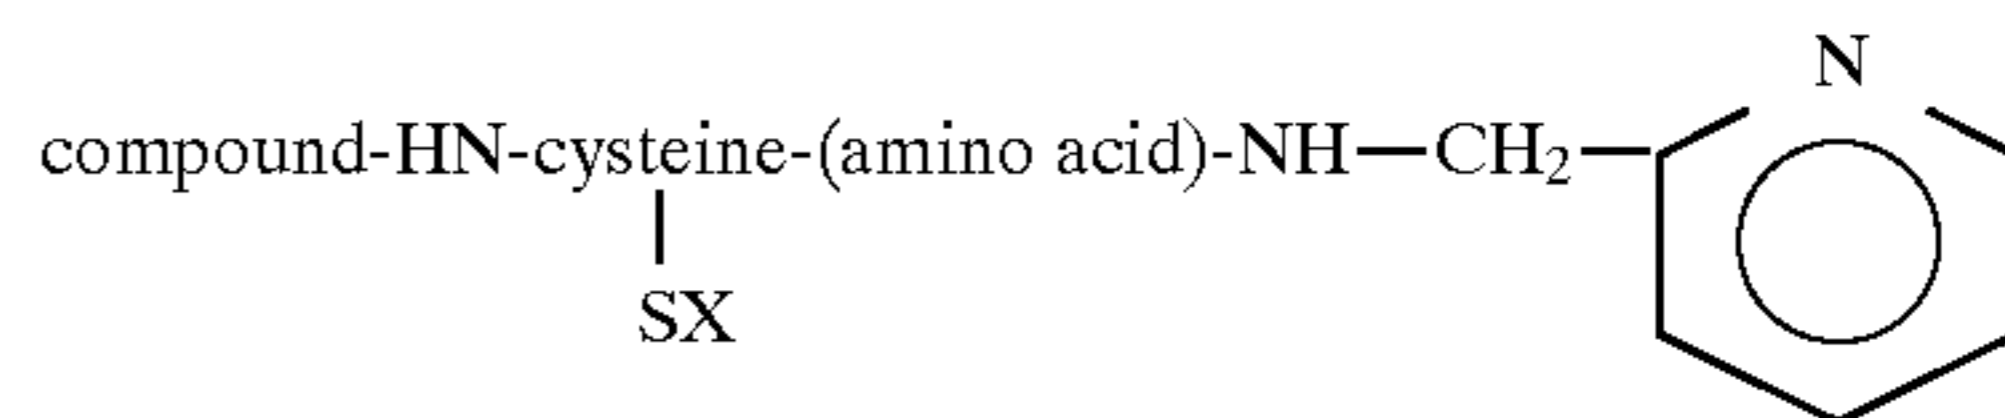 N
compound-HN-cysteine-(amino acid)-NH—CH₂—
SX